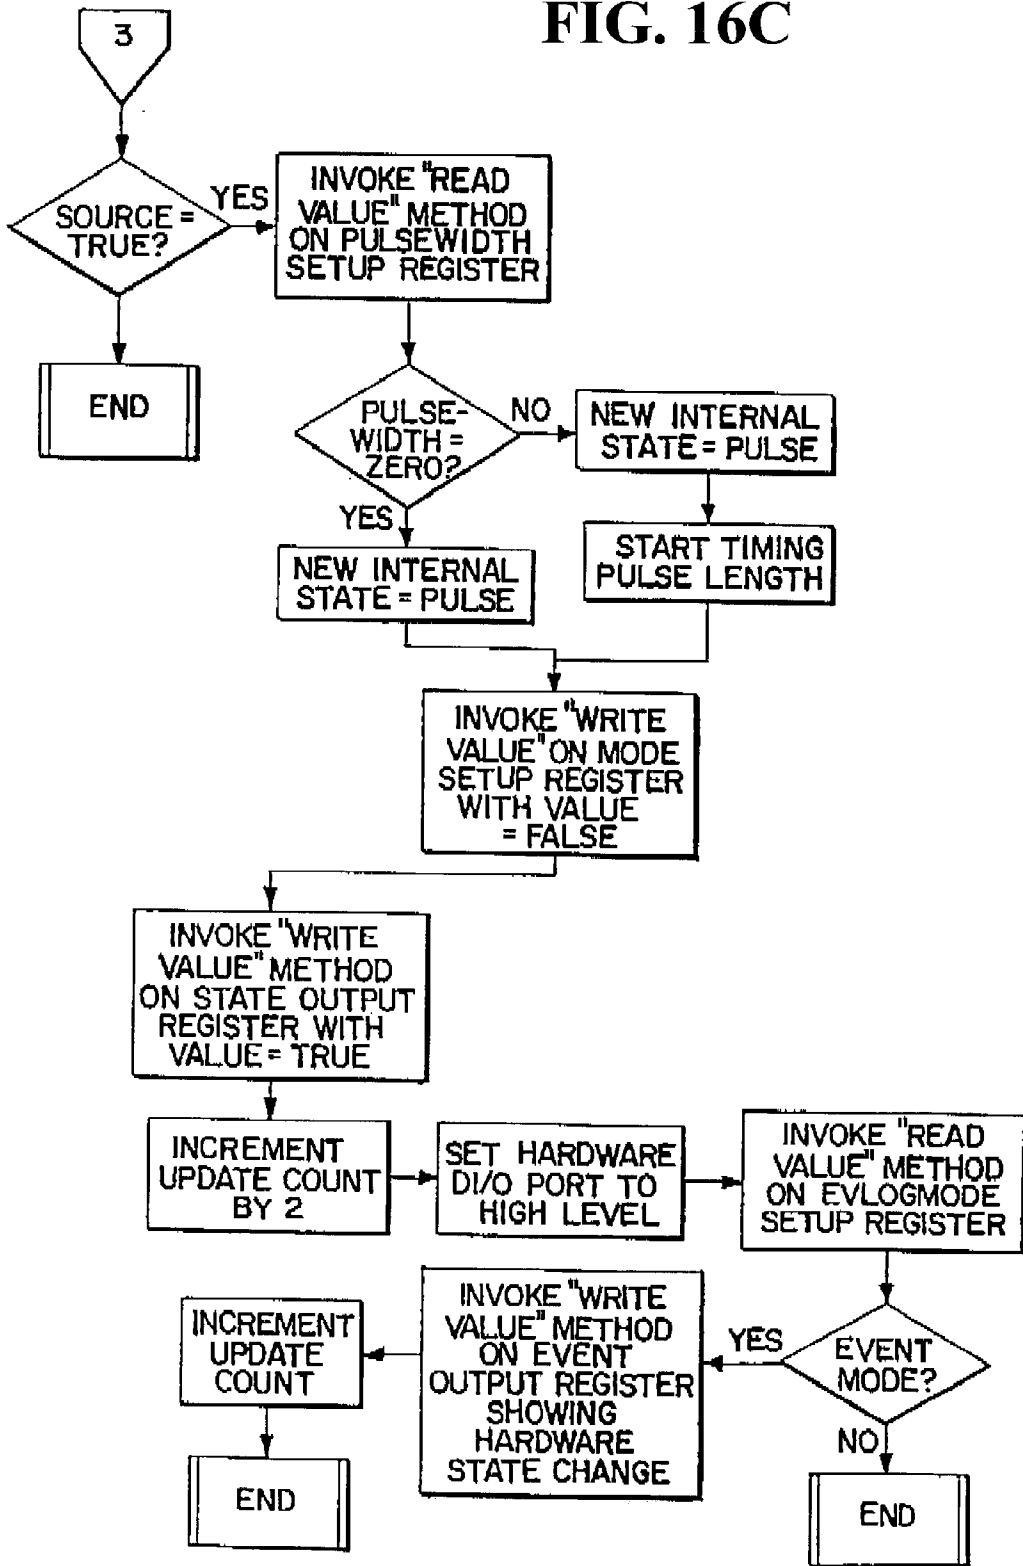 FIG. 16C
3
SOURCE =
TRUE?
YES
INVOKE "READ
VALUE" METHOD
ON PULSEWIDTH
SETUP REGISTER
END
PULSE-
WIDTH =
ZERO?
NO
NEW INTERNAL
STATE = PULSE
YES
START TIMING
PULSE LENGTH
NEW INTERNAL
STATE = PULSE
INVOKE "WRITE
VALUE" ON MODE
SETUP REGISTER
WITH VALUE
= FALSE
INVOKE "WRITE
VALUE" METHOD
ON STATE OUTPUT
REGISTER WITH
VALUE = TRUE
INCREMENT
UPDATE COUNT
BY 2
SET HARDWARE
DI/O PORT TO
HIGH LEVEL
INVOKE "READ
VALUE" METHOD
ON EVLOGMODE
SETUP REGISTER
EVENT
MODE?
YES
INVOKE "WRITE
VALUE" METHOD
ON EVENT
OUTPUT REGISTER
SHOWING
HARDWARE
STATE CHANGE
INCREMENT
UPDATE
COUNT
END
NO
END